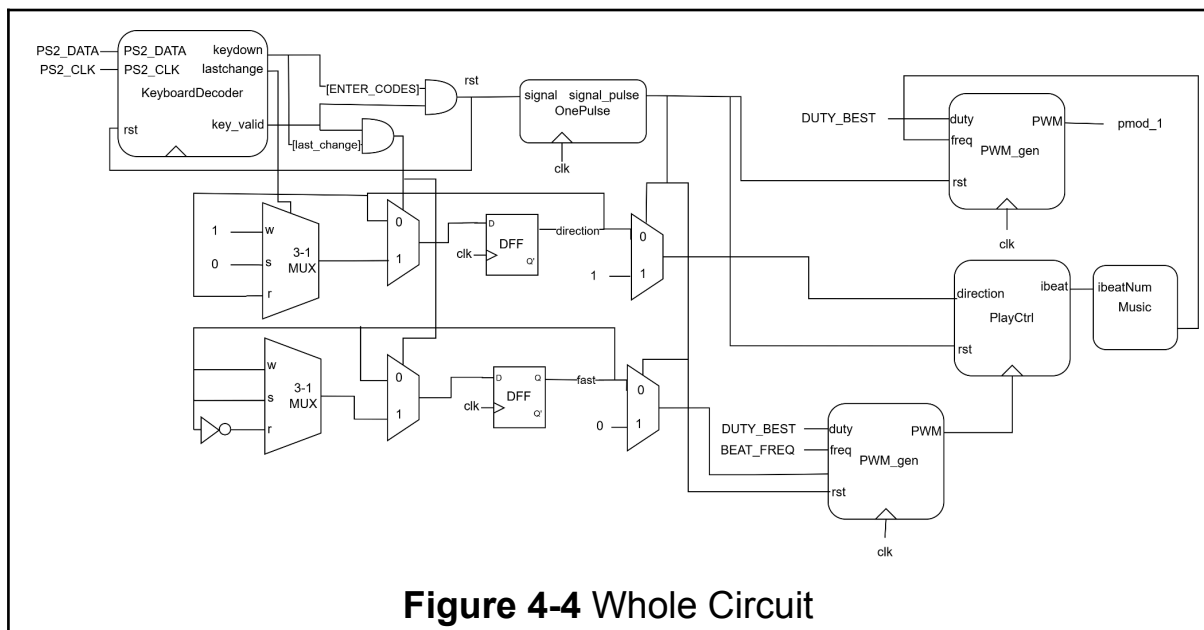 PS2_DATA
PS2_CLK
PS2_DATA
PS2_CLK
KeyboardDecoder
rst
keydown
lastchange
key_valid
[ENTER_CODES]
[last_change]
rst
signal signal_pulse
OnePulse
clk
DUTY_BEST
duty
freq
PWM
PWM_gen
rst
clk
pmod_1
1
0
w
s
r
3-1
MUX
0
1
D
DFF
Q'
clk
direction
0
1
1
direction
ibeat
PlayCtrl
rst
ibeatNum
Music
w
s
r
3-1
MUX
0
1
D Q
DFF
Q'
clk
fast
0
1
0
DUTY_BEST
BEAT_FREQ
duty
freq
PWM
PWM_gen
rst
clk
Figure 4-4 Whole Circuit